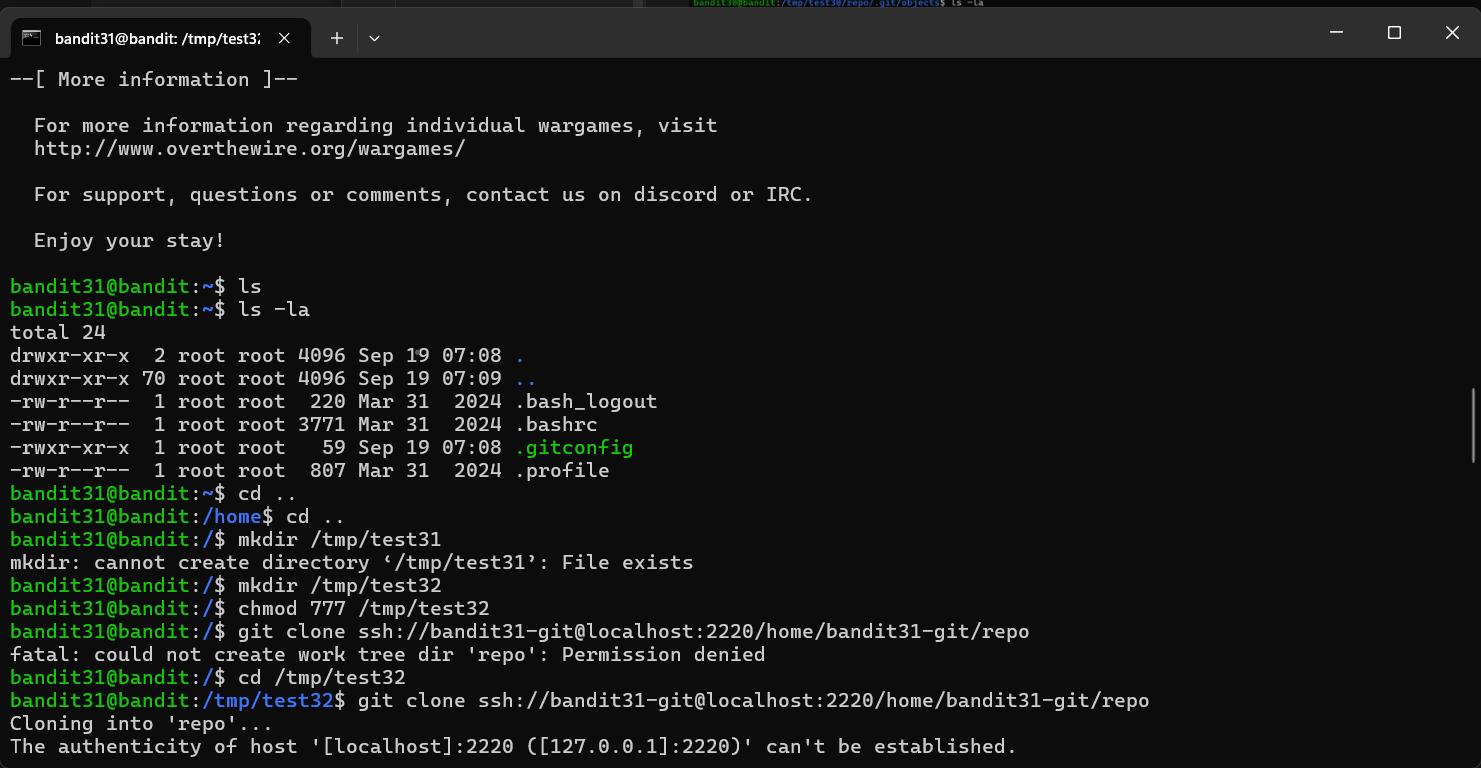 bandit30@bandit:/tmp/test30/repo/.git/objects$ ls -la
bandit31@bandit: /tmp/test32
--[ More information ]--
For more information regarding individual wargames, visit
http://www.overthewire.org/wargames/
For support, questions or comments, contact us on discord or IRC.
Enjoy your stay!
bandit31@bandit:~$ ls
bandit31@bandit:~$ ls -la
total 24
drwxr-xr-x  2 root root 4096 Sep 19 07:08 .
drwxr-xr-x 70 root root 4096 Sep 19 07:09 ..
-rw-r--r--  1 root root  220 Mar 31  2024 .bash_logout
-rw-r--r--  1 root root 3771 Mar 31  2024 .bashrc
-rwxr-xr-x  1 root root   59 Sep 19 07:08 .gitconfig
-rw-r--r--  1 root root  807 Mar 31  2024 .profile
bandit31@bandit:~$ cd ..
bandit31@bandit:/home$ cd ..
bandit31@bandit:/$ mkdir /tmp/test31
mkdir: cannot create directory ‘/tmp/test31’: File exists
bandit31@bandit:/$ mkdir /tmp/test32
bandit31@bandit:/$ chmod 777 /tmp/test32
bandit31@bandit:/$ git clone ssh://bandit31-git@localhost:2220/home/bandit31-git/repo
fatal: could not create work tree dir 'repo': Permission denied
bandit31@bandit:/$ cd /tmp/test32
bandit31@bandit:/tmp/test32$ git clone ssh://bandit31-git@localhost:2220/home/bandit31-git/repo
Cloning into 'repo'...
The authenticity of host '[localhost]:2220 ([127.0.0.1]:2220)' can't be established.